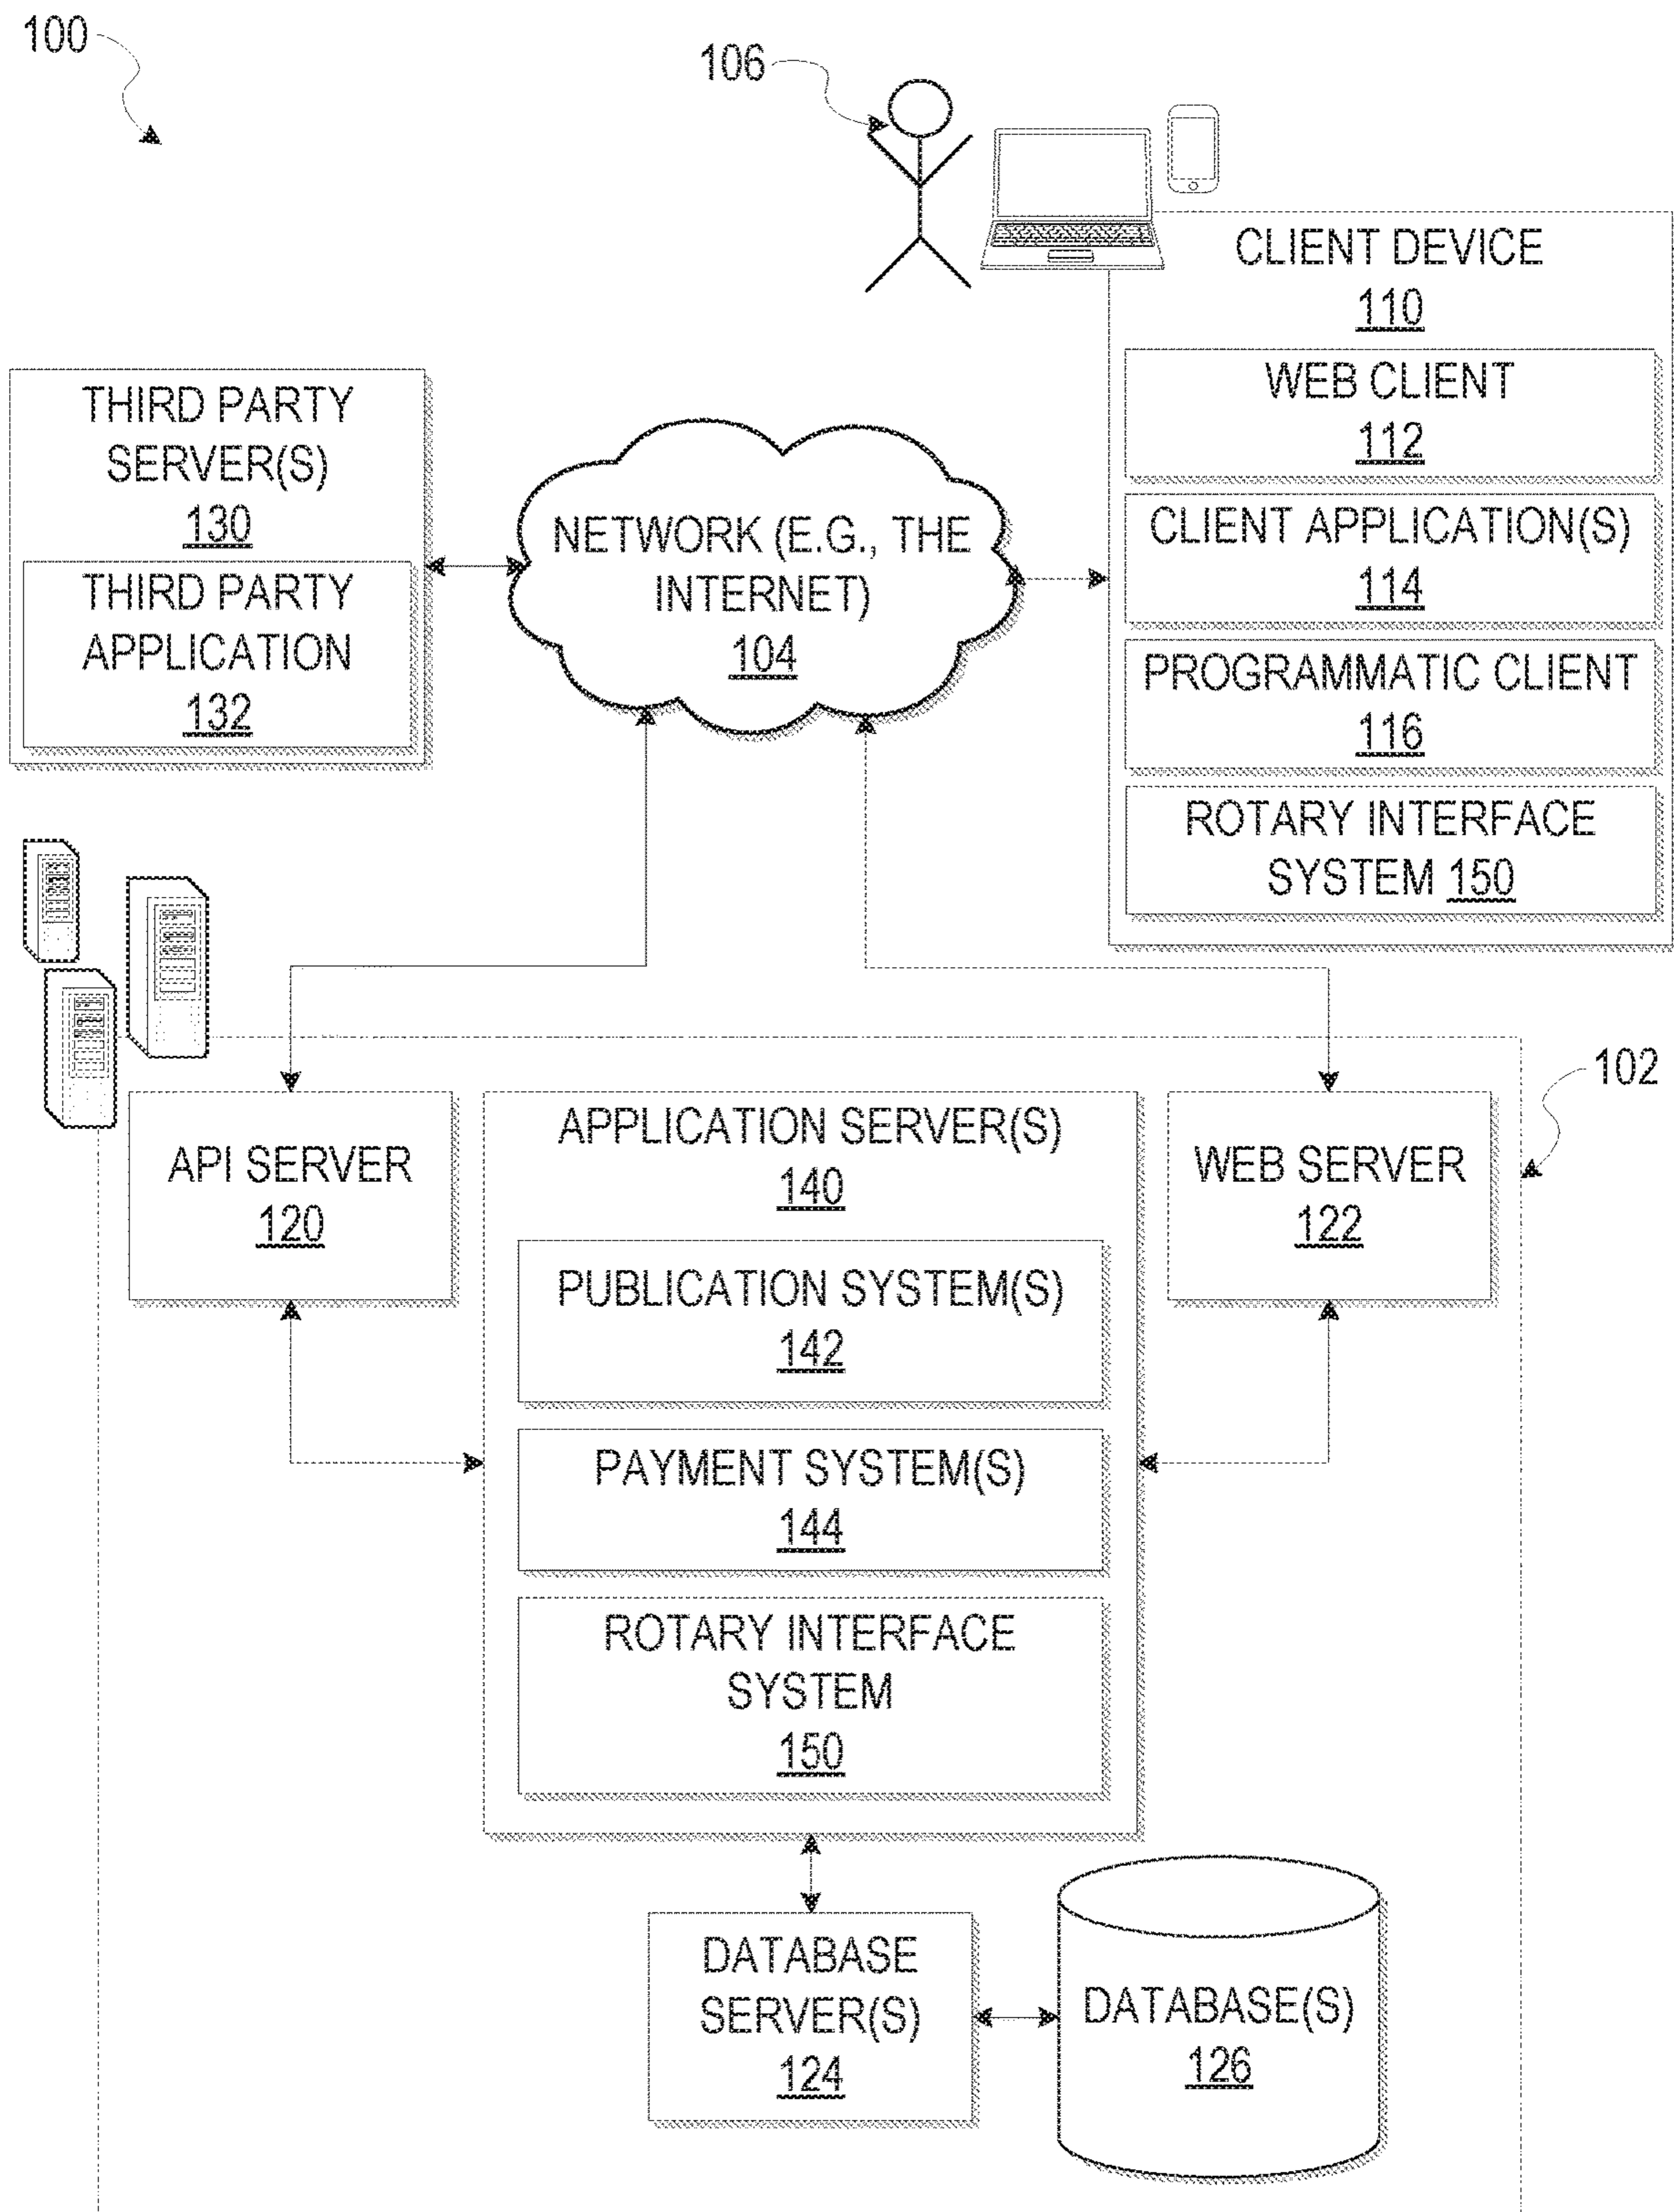 100
106
CLIENT DEVICE
110
WEB CLIENT
112
CLIENT APPLICATION(S)
114
PROGRAMMATIC CLIENT
116
ROTARY INTERFACE
SYSTEM 150
THIRD PARTY
SERVER(S)
130
THIRD PARTY
APPLICATION
132
NETWORK (E.G., THE
INTERNET)
104
102
API SERVER
120
APPLICATION SERVER(S)
140
PUBLICATION SYSTEM(S)
142
PAYMENT SYSTEM(S)
144
ROTARY INTERFACE
SYSTEM
150
WEB SERVER
122
DATABASE
SERVER(S)
124
DATABASE(S)
126